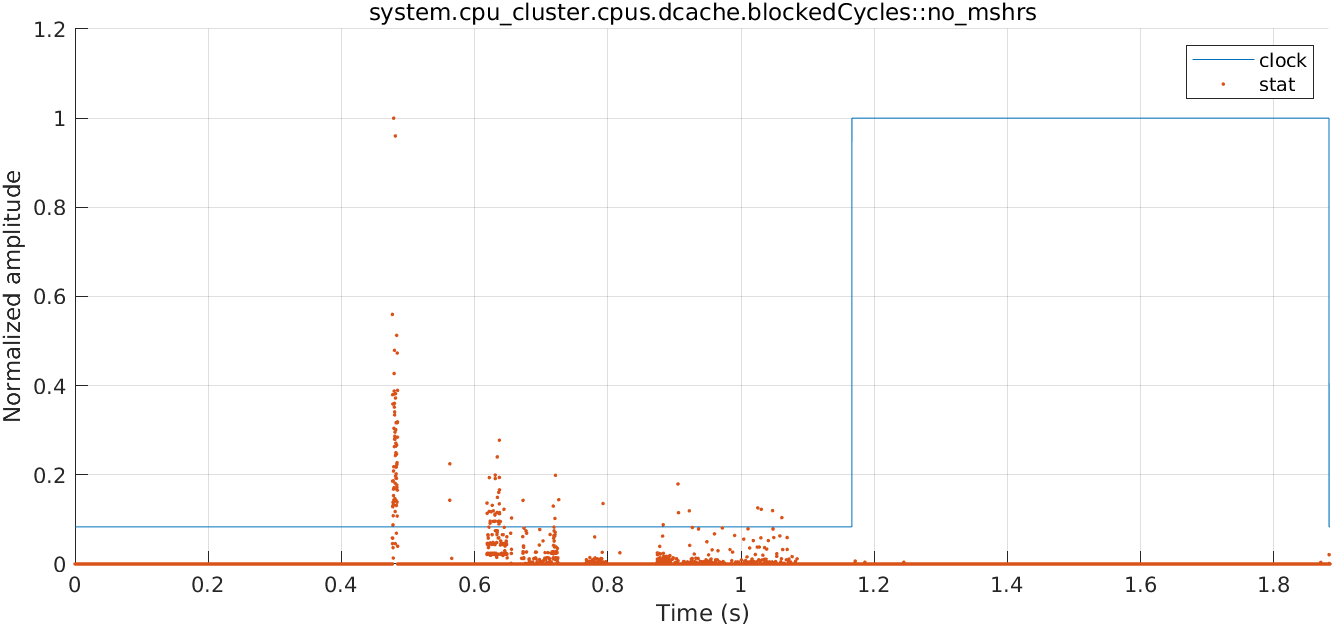 system.cpu_cluster.cpus.dcache.blockedCycles::no_mshrs
1.2
1
0.8
0.6
0.4
0.2
0
Normalized amplitude
clock
stat
0 0.2 0.4 0.6 0.8 1 1.2 1.4 1.6 1.8
Time (s)